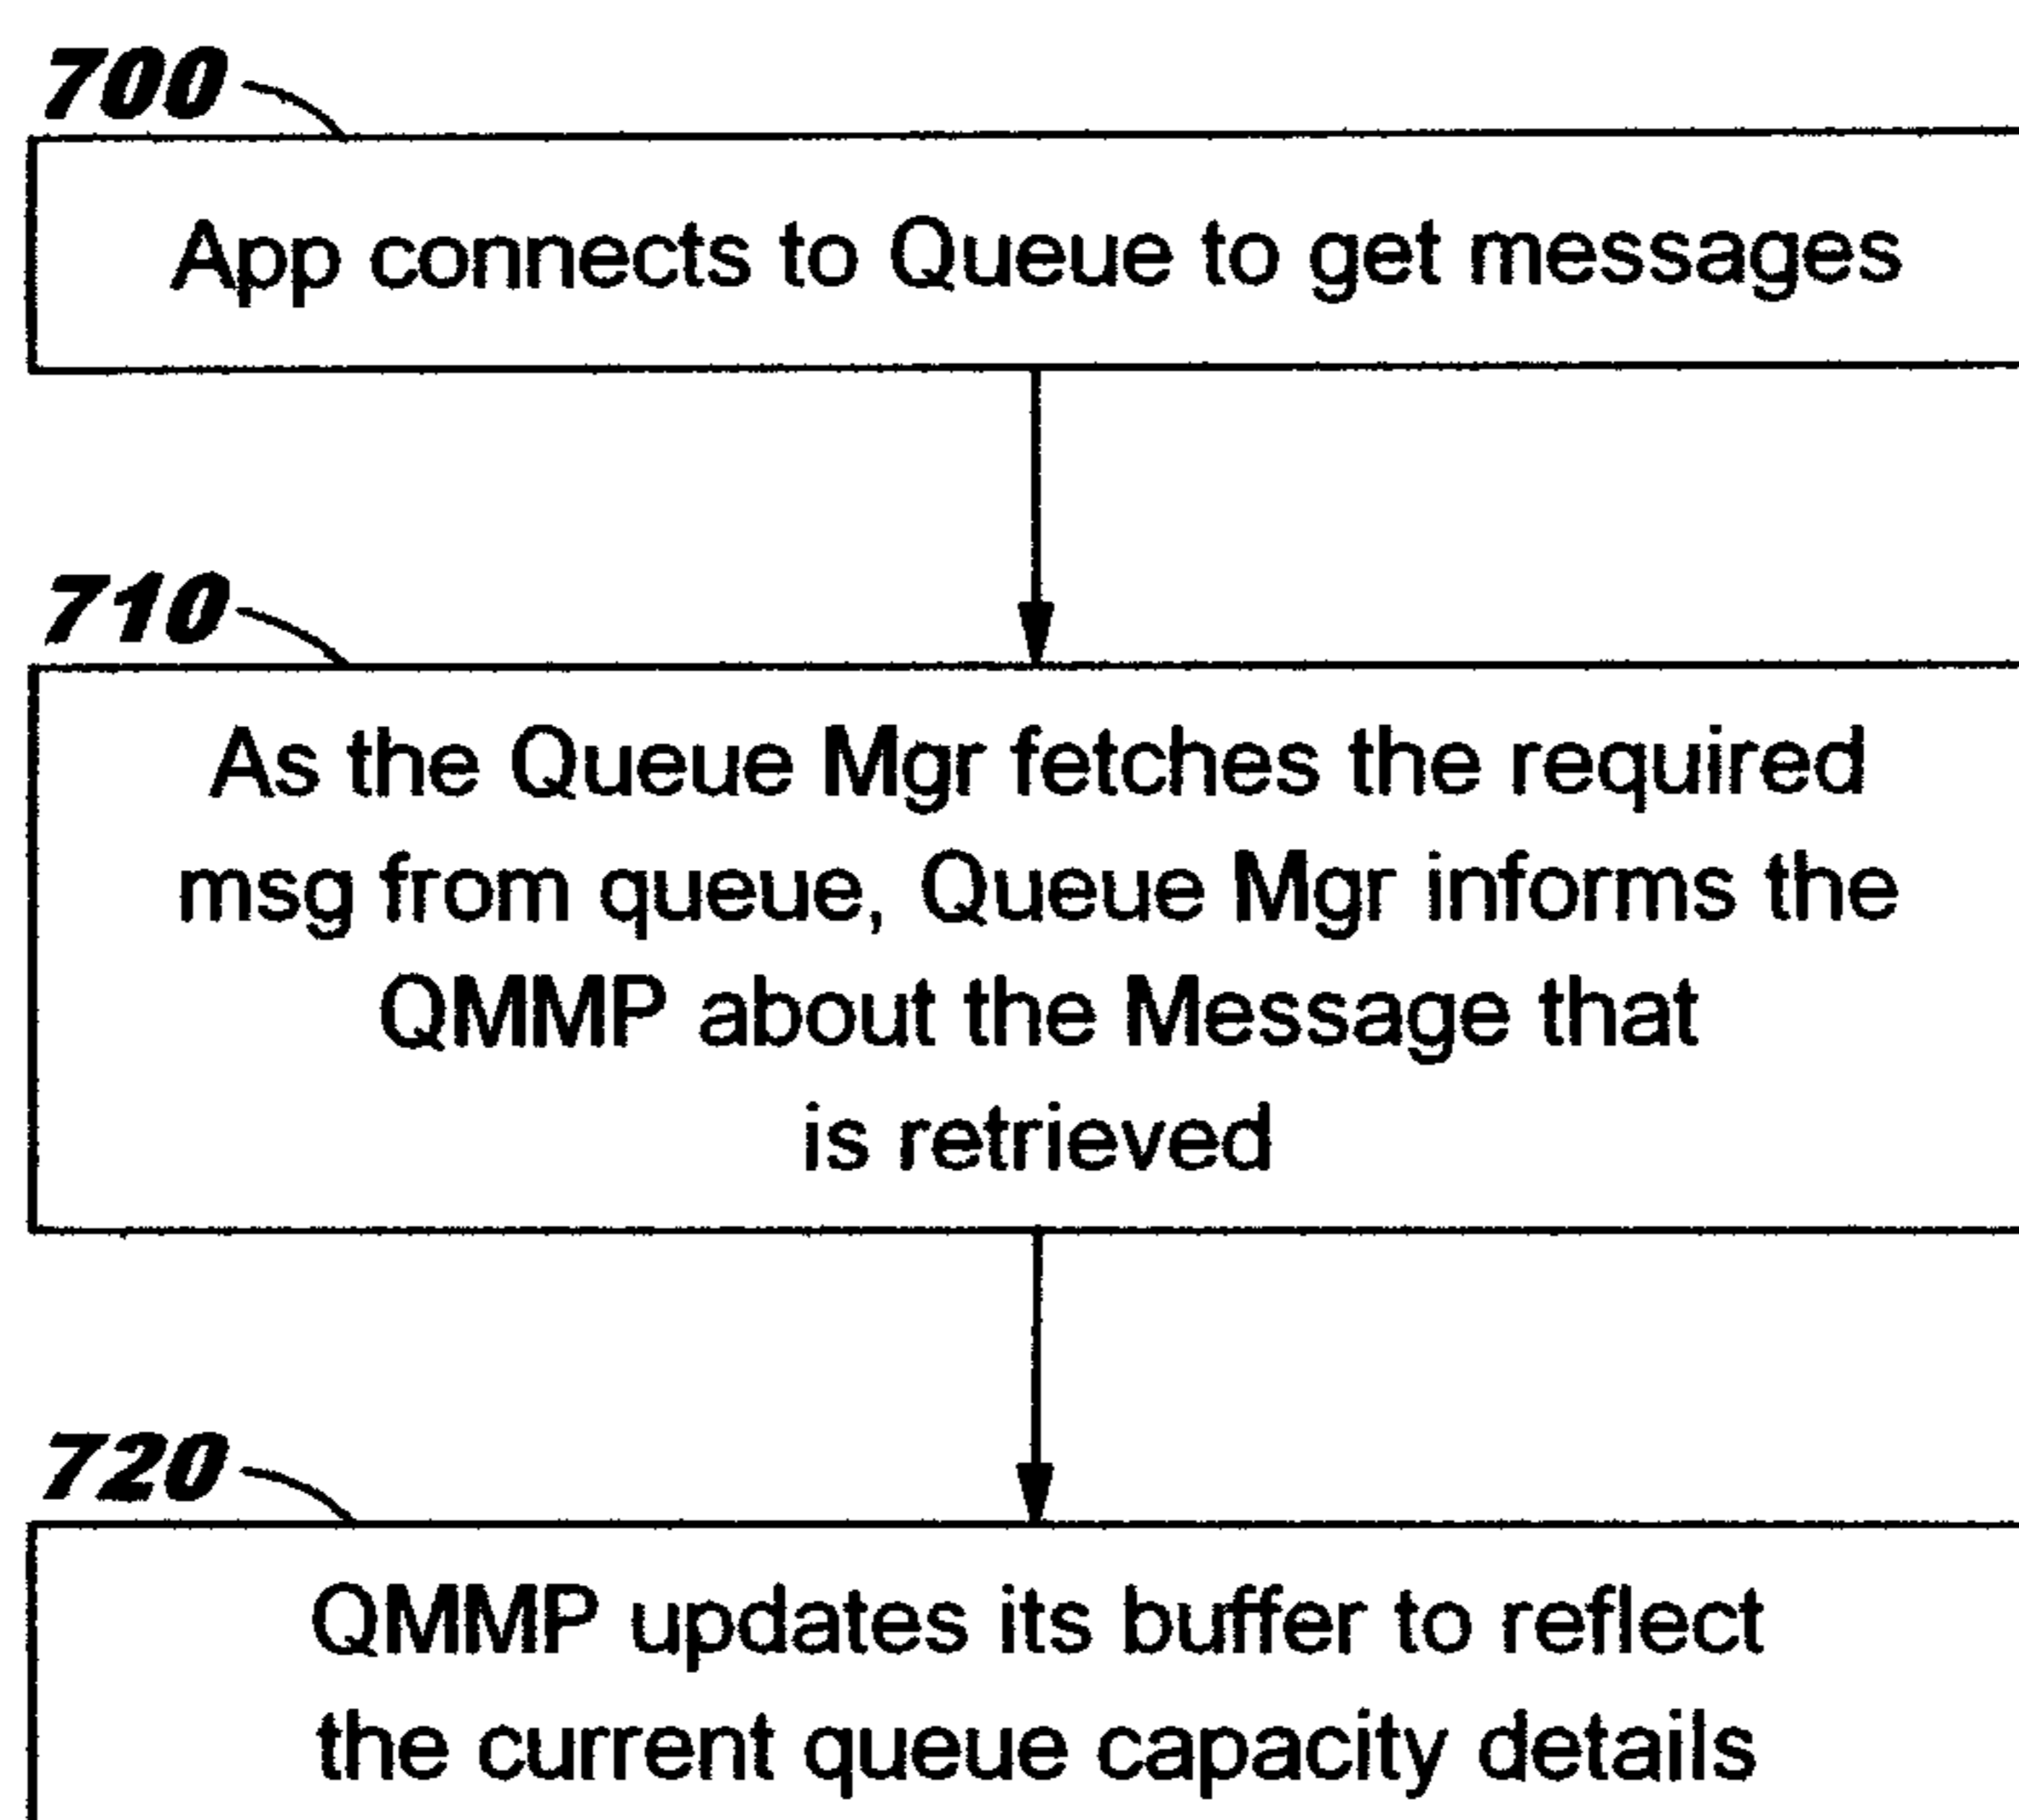 700
App connects to Queue to get messages
710
As the Queue Mgr fetches the required
msg from queue, Queue Mgr informs the
QMMP about the Message that
is retrieved
720
QMMP updates its buffer to reflect
the current queue capacity details